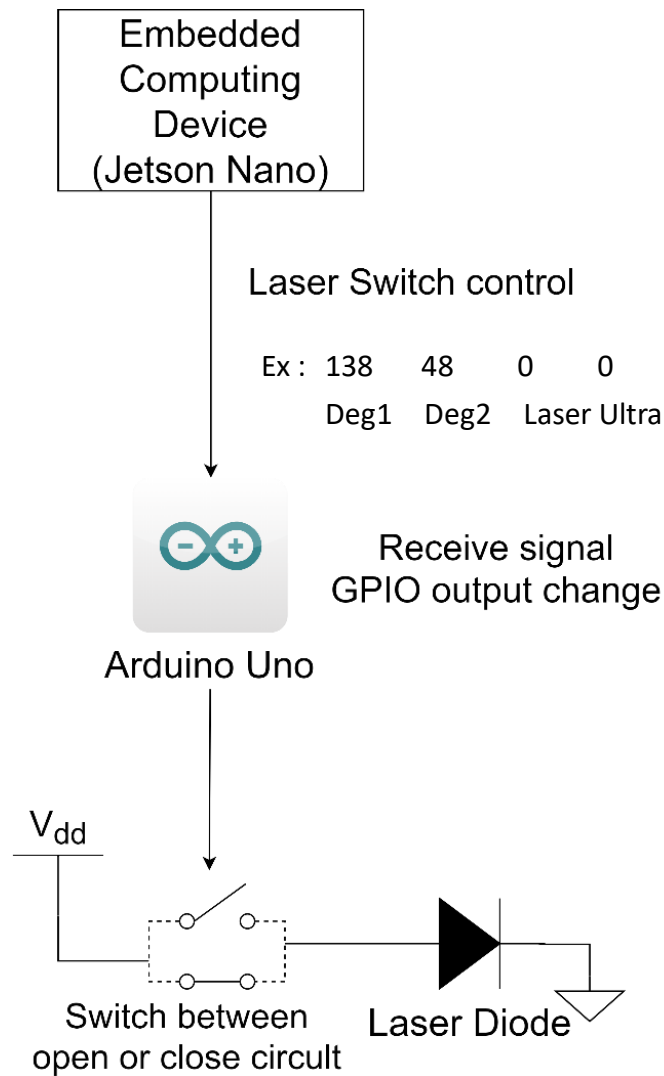 Embedded
Computing
Device
(Jetson Nano)
Laser Switch control
Ex : 138 48 0 0
Deg1 Deg2 Laser Ultra
Receive signal
GPIO output change
Arduino Uno
Vdd
Switch between
open or close circult
Laser Diode